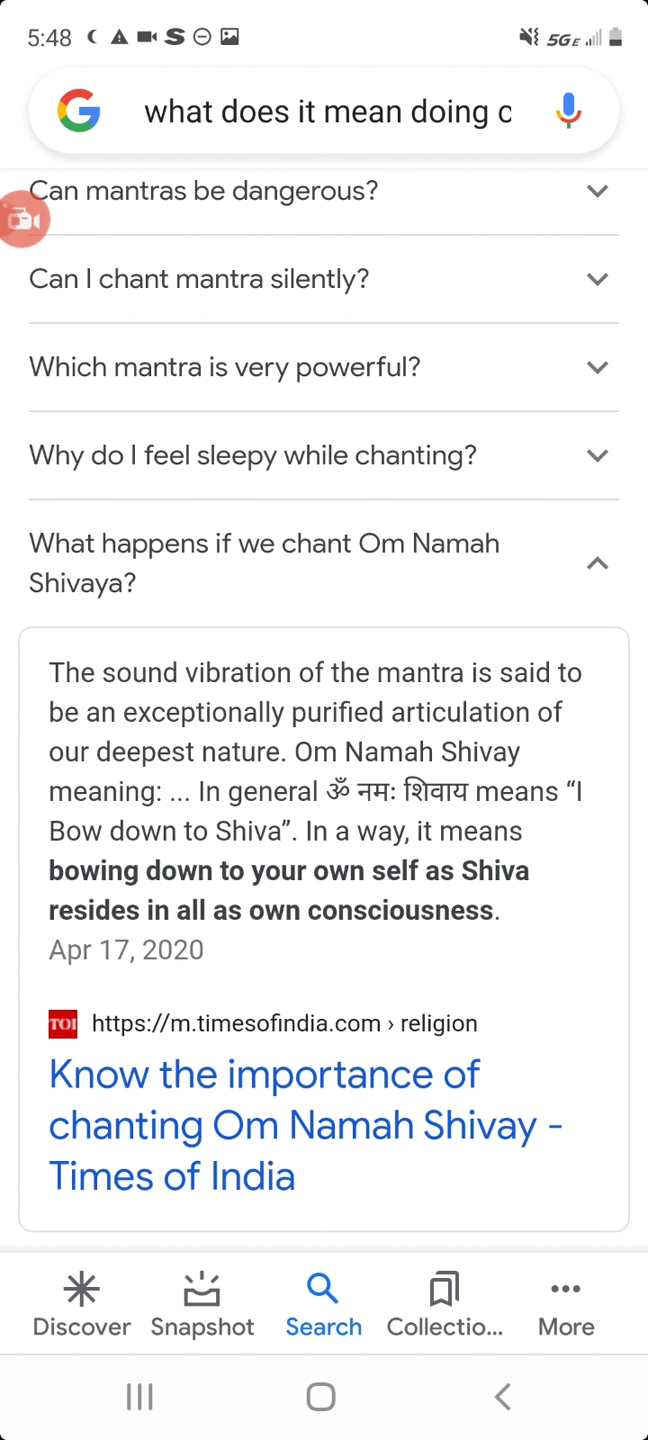 5:48 5GE
what does it mean doing c
Can mantras be dangerous?
Can I chant mantra silently?
Which mantra is very powerful?
Why do I feel sleepy while chanting?
What happens if we chant Om Namah
Shivaya?
The sound vibration of the mantra is said to
be an exceptionally purified articulation of
our deepest nature. Om Namah Shivay
meaning: ... In general ॐ नमः शिवाय means “I
Bow down to Shiva”. In a way, it means
bowing down to your own self as Shiva
resides in all as own consciousness.
Apr 17, 2020
TOI https://m.timesofindia.com › religion
Know the importance of
chanting Om Namah Shivay -
Times of India
Discover Snapshot Search Collectio... More